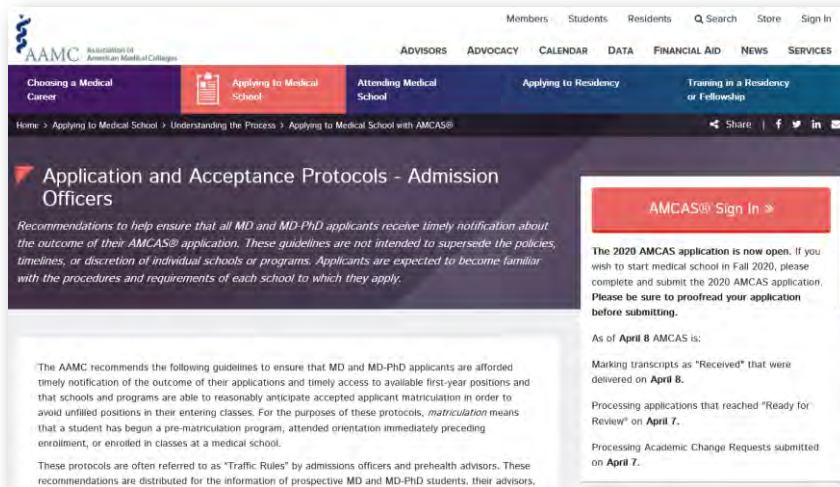 Members Students Residents Search Store Sign In
AAMC Association of
American Medical Colleges
ADVISORS ADVOCACY CALENDAR DATA FINANCIAL AID NEWS SERVICES
Choosing a Medical
Career
Applying to Medical
School
Attending Medical
School
Applying to Residency
Training in a Residency
or Fellowship
Home > Applying to Medical School > Understanding the Process > Applying to Medical School with AMCAS®
Share | f in
Application and Acceptance Protocols - Admission
Officers
Recommendations to help ensure that all MD and MD-PhD applicants receive timely notification about
the outcome of their AMCAS® application. These guidelines are not intended to supersede the policies,
timelines, or discretion of individual schools or programs. Applicants are expected to become familiar
with the procedures and requirements of each school to which they apply.
The AAMC recommends the following guidelines to ensure that MD and MD-PhD applicants are afforded
timely notification of the outcome of their applications and timely access to available first-year positions and
that schools and programs are able to reasonably anticipate accepted applicant matriculation in order to
avoid unfilled positions in their entering classes. For the purposes of these protocols, matriculation means
that a student has begun a pre-matriculation program, attended orientation immediately preceding
enrollment, or enrolled in classes at a medical school.
These protocols are often referred to as "Traffic Rules" by admissions officers and prehealth advisors. These
recommendations are distributed for the information of prospective MD and MD-PhD students, their advisors,
AMCAS® Sign In »
The 2020 AMCAS application is now open. If you
wish to start medical school in Fall 2020, please
complete and submit the 2020 AMCAS application.
Please be sure to proofread your application
before submitting.
As of April 8 AMCAS is:
Marking transcripts as "Received" that were
delivered on April 8.
Processing applications that reached "Ready for
Review" on April 7.
Processing Academic Change Requests submitted
on April 7.